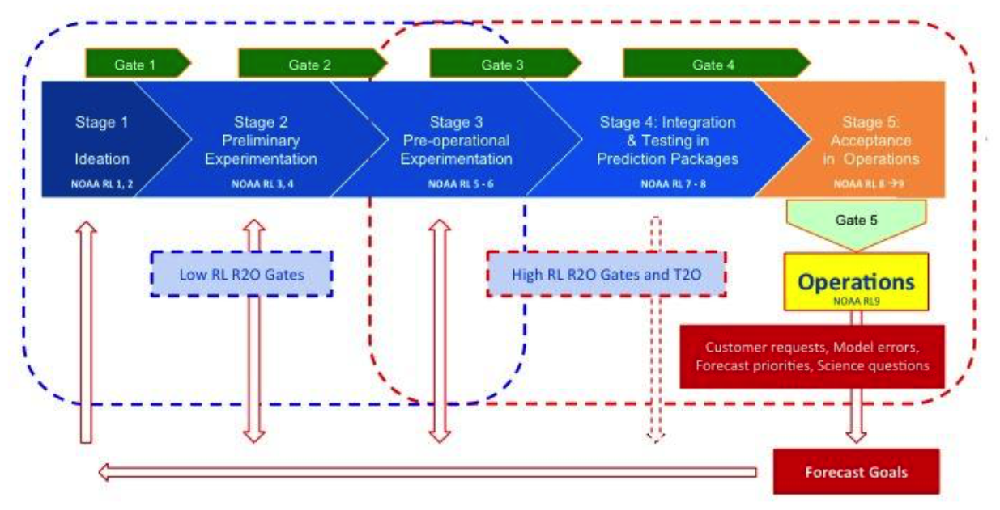 Gate 1
Gate 2
Gate 3
Gate 4
Stage 1
Ideation
NOAA RL 1, 2
Stage 2
Preliminary
Experimentation
NOAA RL 3, 4
Stage 3
Pre-operational
Experimentation
NOAA RL 5 - 6
Stage 4: Integration
& Testing in
Prediction Packages
NOAA RL 7 - 8
Stage 5:
Acceptance
in Operations
NOAA RL 8 →9
Gate 5
Low RL R2O Gates
High RL R2O Gates and T2O
Operations
NOAA RL9
Customer requests, Model errors,
Forecast priorities, Science questions
Forecast Goals